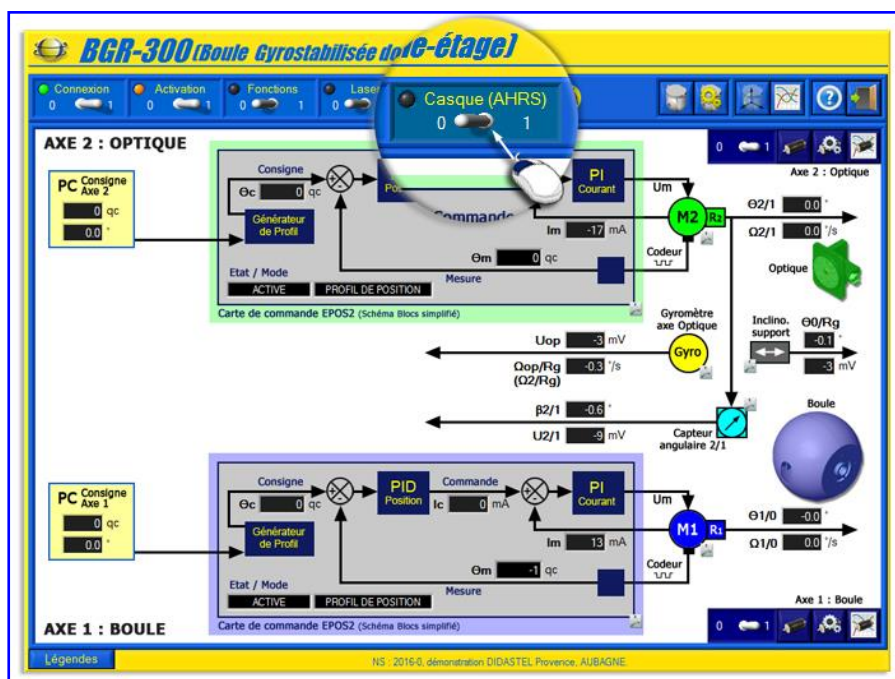 BGR-300 (Boule Gyrostabilisée do
e-étage)
Connexion
0 1
Activation
0 1
Fonctions
0 1
Laser
0
Casque (AHRS)
0 1
AXE 2 : OPTIQUE
0 1
Axe 2 : Optique
PC Consigne
Axe 2
0 qc
0.0 °
Consigne
Θc 0 qc
Générateur
de Profil
Pos
Commande
PI
Courant
Um
M2
R2
Im -17 mA
Θm 0 qc
Mesure
Codeur
Etat / Mode
ACTIVE PROFIL DE POSITION
Carte de commande EPOS2 (Schéma Blocs simplifié)
Θ2/1 0.0 °
Ω2/1 0.0 °/s
Optique
Uop -3 mV
Ωop/Rg -0.3 °/s
(Ω2/Rg)
Gyromètre
axe Optique
Gyro
Inclino.
support
Θ0/Rg
-0.1 °
-3 mV
β2/1 -0.6 °
U2/1 -9 mV
Capteur
angulaire 2/1
Boule
PC Consigne
Axe 1
0 qc
0.0 °
Consigne
Θc 0 qc
Générateur
de Profil
PID
Position
Commande
Ic 0 mA
PI
Courant
Um
M1
R1
Im 13 mA
Θm -1 qc
Mesure
Codeur
Etat / Mode
ACTIVE PROFIL DE POSITION
Carte de commande EPOS2 (Schéma Blocs simplifié)
Θ1/0 -0.0 °
Ω1/0 0.0 °/s
Axe 1 : Boule
0 1
AXE 1 : BOULE
Légendes
NS : 2016-0, démonstration DIDASTEL Provence, AUBAGNE.